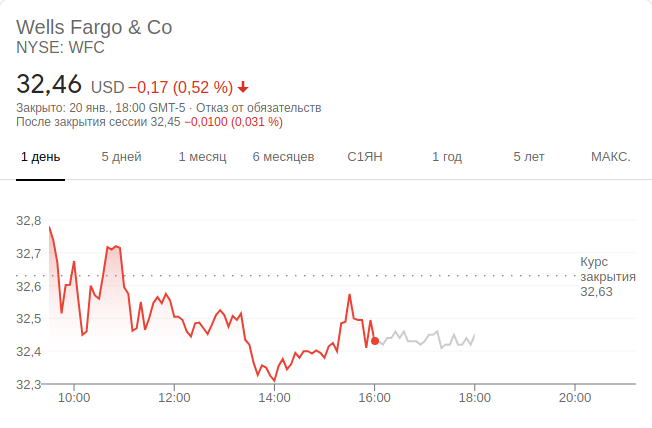 Wells Fargo & Co
NYSE: WFC
32,46 USD −0,17 (0,52 %)
Закрыто: 20 янв., 18:00 GMT-5 · Отказ от обязательств
После закрытия сессии 32,45 −0,0100 (0,031 %)
1 день 5 дней 1 месяц 6 месяцев С1ЯН 1 год 5 лет МАКС.
32,8
32,7
32,6
32,5
32,4
32,3
Курс
закрытия
32,63
10:00 12:00 14:00 16:00 18:00 20:00